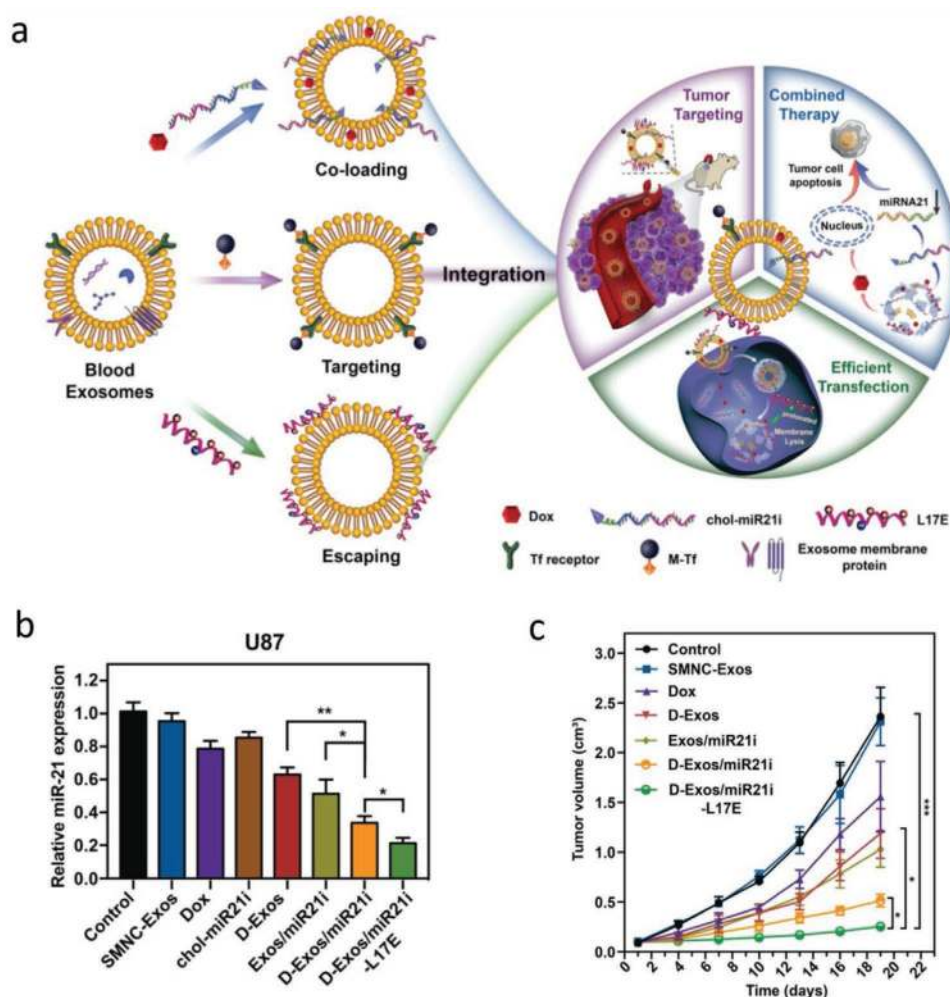 a
Co-loading
Blood
Exosomes
Targeting
Escaping
Integration
Tumor
Targeting
Combined
Therapy
Tumor cell
apoptosis
miRNA21
Nucleus
Efficient
Transfection
protonated
Membrane
Lysis
Dox
chol-miR21i
L17E
Tf receptor
M-Tf
Exosome membrane
protein
b
U87
Relative miR-21 expression
1.2
1.0
0.8
0.6
0.4
0.2
0
**
*
*
Control
SMNC-Exos
Dox
chol-miR21i
D-Exos
Exos/miR21i
D-Exos/miR21i
D-Exos/miR21i
-L17E
c
Tumor volume (cm³)
3.0
2.5
2.0
1.5
1.0
0.5
0.0
Control
SMNC-Exos
Dox
D-Exos
Exos/miR21i
D-Exos/miR21i
D-Exos/miR21i
-L17E
***
*
*
0 2 4 6 8 10 12 14 16 18 20 22
Time (days)